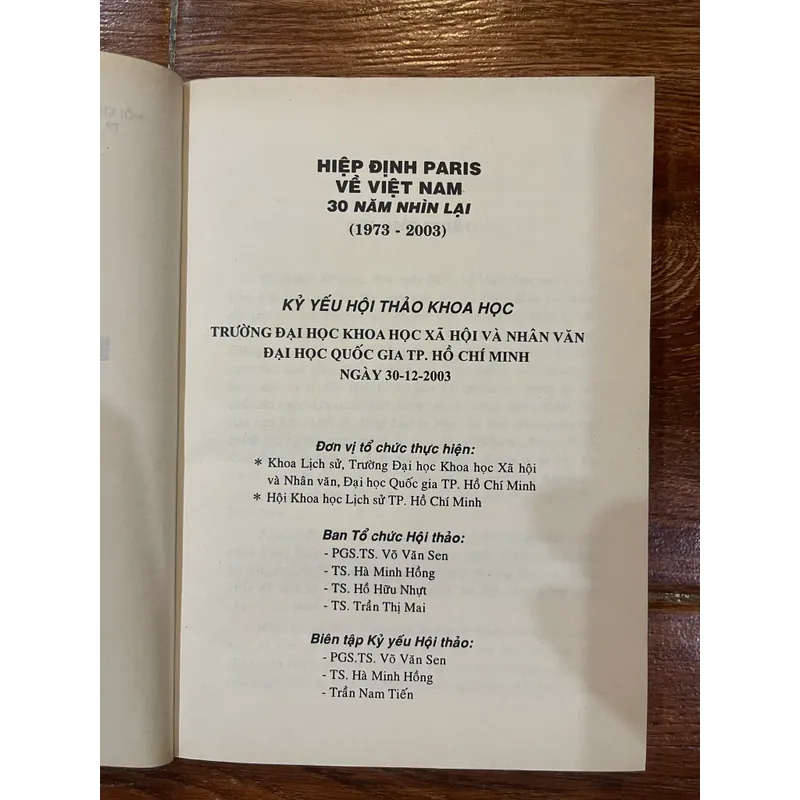 HIỆP ĐỊNH PARIS
VỀ VIỆT NAM
30 NĂM NHÌN LẠI
(1973 - 2003)
KỶ YẾU HỘI THẢO KHOA HỌC
TRƯỜNG ĐẠI HỌC KHOA HỌC XÃ HỘI VÀ NHÂN VĂN
ĐẠI HỌC QUỐC GIA TP. HỒ CHÍ MINH
NGÀY 30-12-2003
Đơn vị tổ chức thực hiện:
* Khoa Lịch sử, Trường Đại học Khoa học Xã hội
và Nhân văn, Đại học Quốc gia TP. Hồ Chí Minh
* Hội Khoa học Lịch sử TP. Hồ Chí Minh
Ban Tổ chức Hội thảo:
- PGS.TS. Võ Văn Sen
- TS. Hà Minh Hồng
- TS. Hồ Hữu Nhựt
- TS. Trần Thị Mai
Biên tập Kỷ yếu Hội thảo:
- PGS.TS. Võ Văn Sen
- TS. Hà Minh Hồng
- Trần Nam Tiến